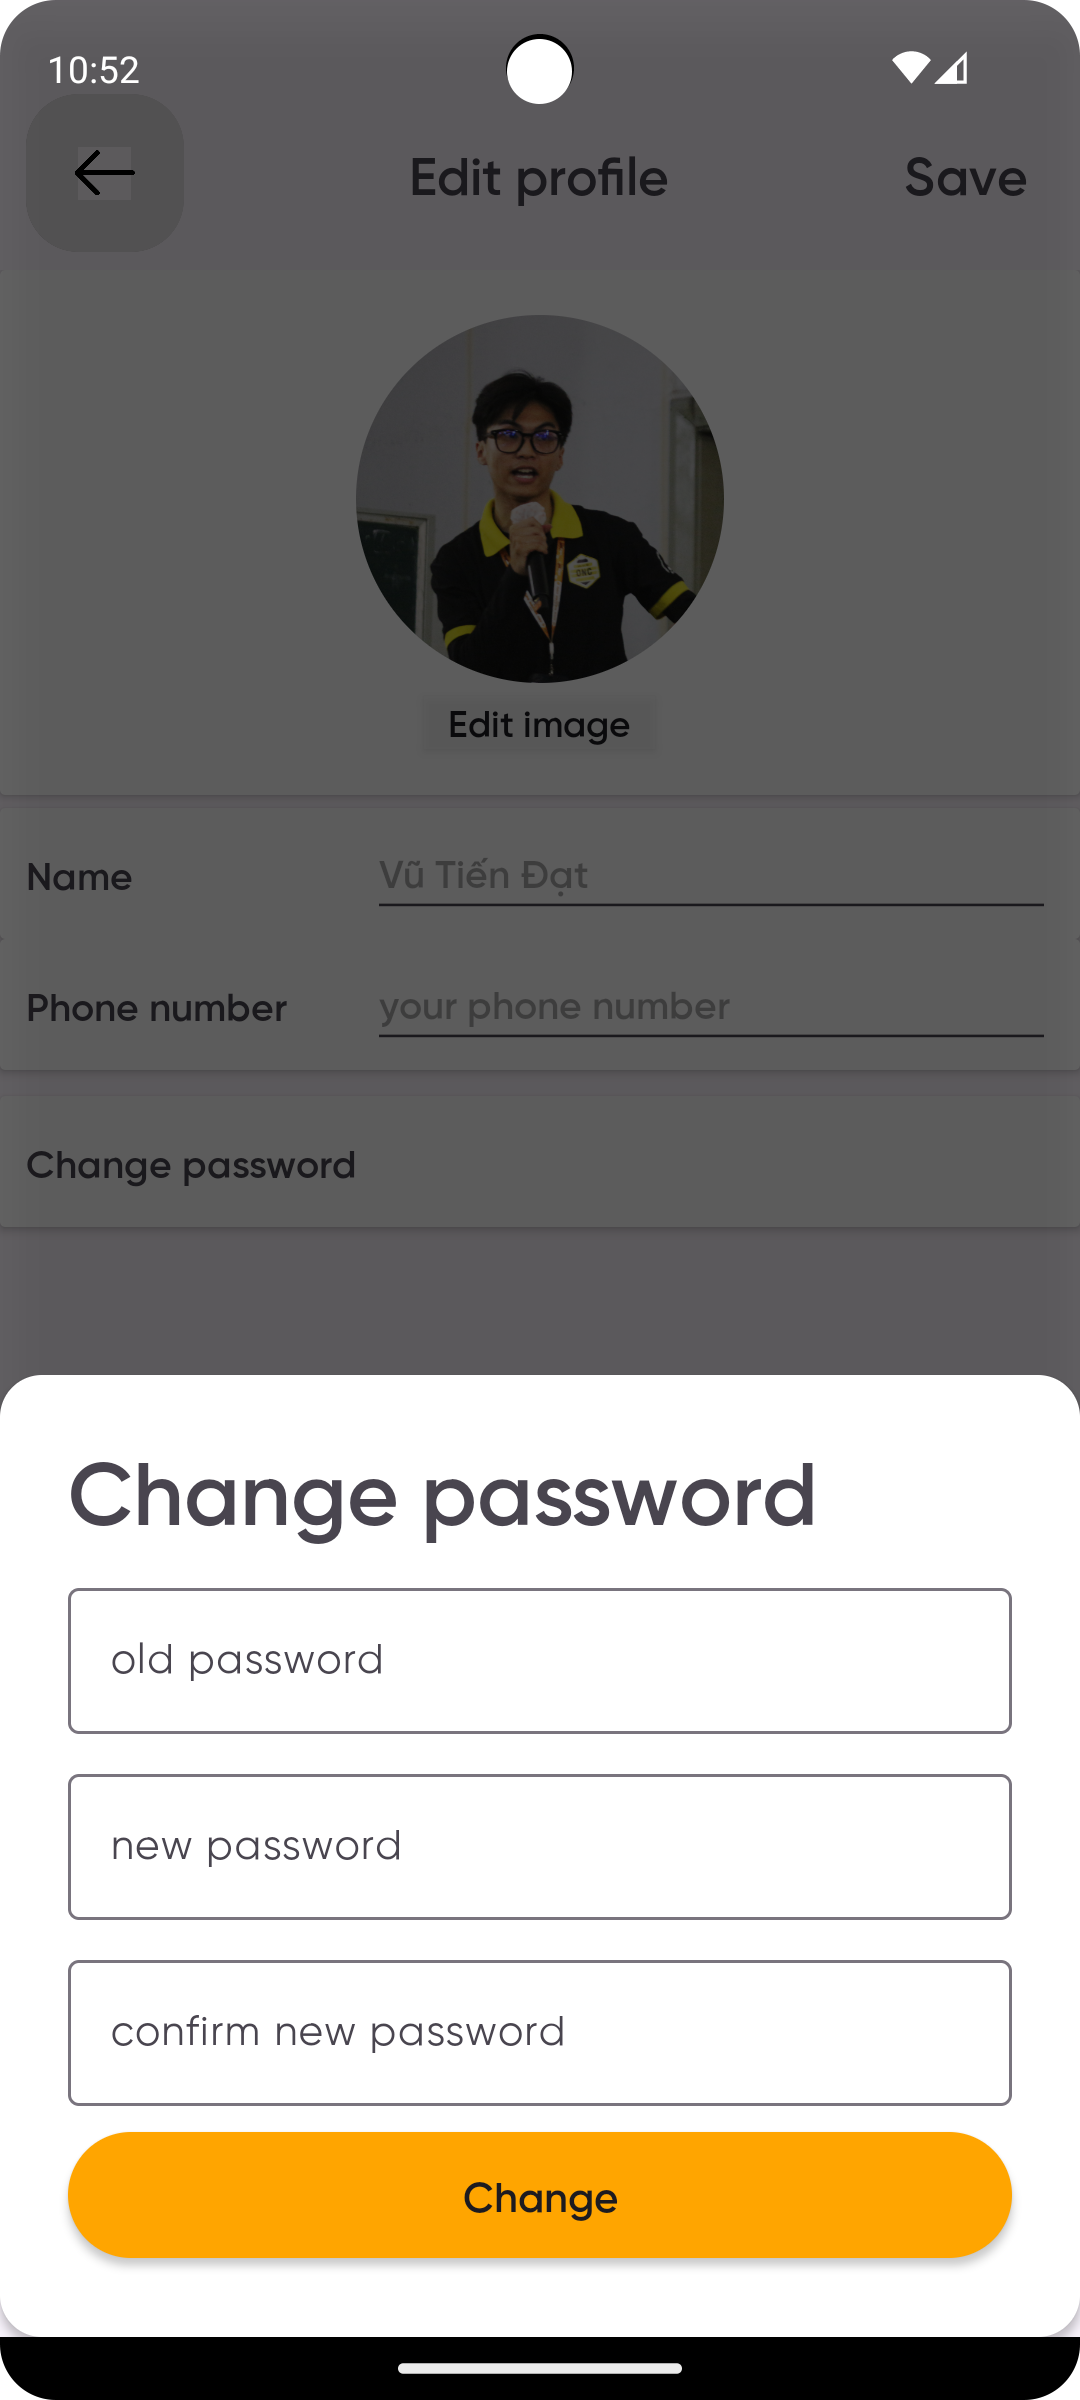 10:52
Edit profile
Save
Edit image
Name
Vũ Tiến Đạt
Phone number
your phone number
Change password
Change password
old password
new password
confirm new password
Change